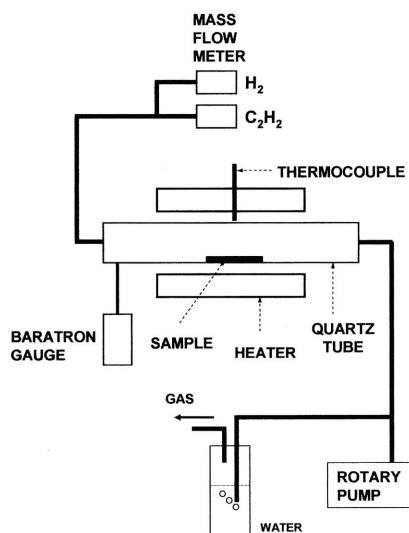 MASS
FLOW
METER
H2
C2H2
THERMOCOUPLE
BARATRON
GAUGE
SAMPLE
HEATER
QUARTZ
TUBE
GAS
ROTARY
PUMP
WATER